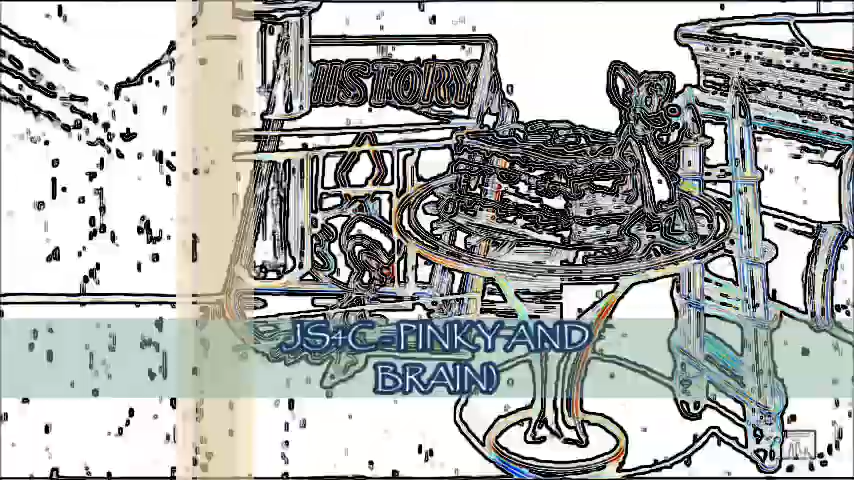 HISTORY
JS+C =PINKY AND
BRAIN)